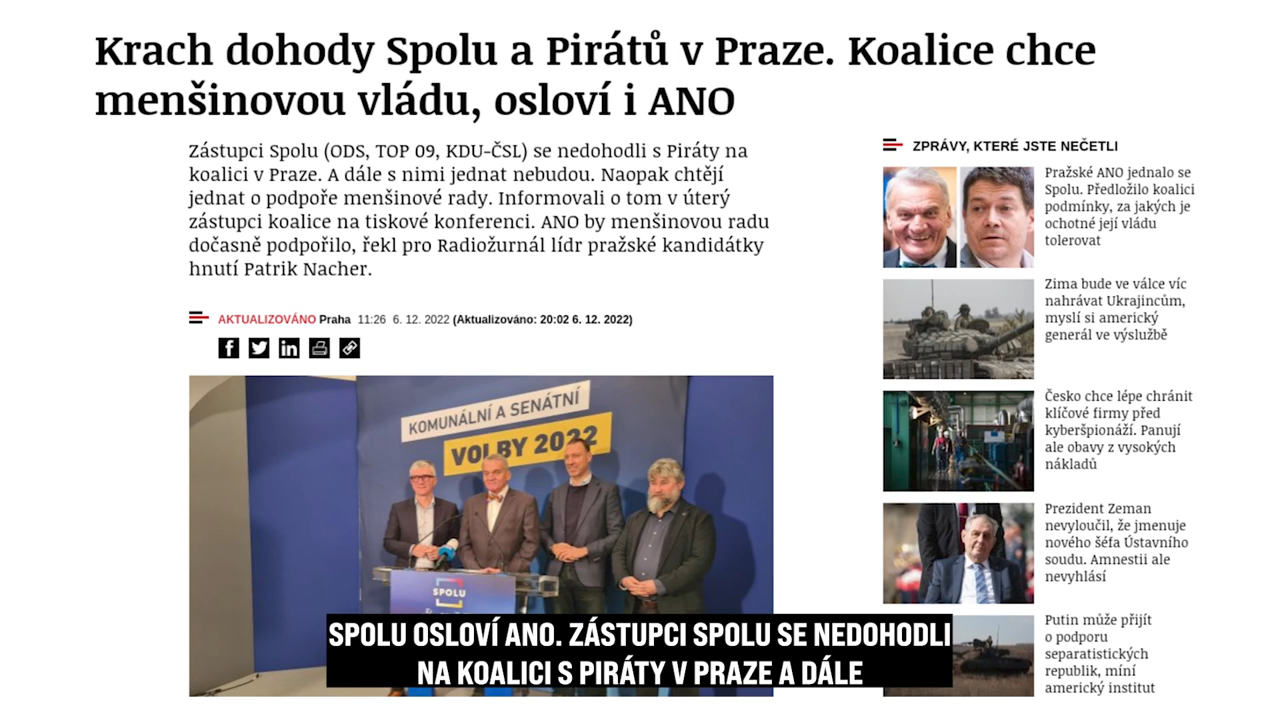 Krach dohody Spolu a Pirátů v Praze. Koalice chce
menšinovou vládu, osloví i ANO
Zástupci Spolu (ODS, TOP 09, KDU-ČSL) se nedohodli s Piráty na
koalici v Praze. A dále s nimi jednat nebudou. Naopak chtějí
jednat o podpoře menšinové rady. Informovali o tom v úterý
zástupci koalice na tiskové konferenci. ANO by menšinovou radu
dočasně podpořilo, řekl pro Radiožurnál lídr pražské kandidátky
hnutí Patrik Nacher.
AKTUALIZOVÁNO Praha 11:26 6. 12. 2022 (Aktualizováno: 20:02 6. 12. 2022)
KOMUNÁLNÍ A SENÁTNÍ
VOLBY 2022
SPOLU
SPOLU OSLOVÍ ANO. ZÁSTUPCI SPOLU SE NEDOHODLI
NA KOALICI S PIRÁTY V PRAZE A DÁLE
ZPRÁVY, KTERÉ JSTE NEČETLI
Pražské ANO jednalo se
Spolu. Předložilo koalici
podmínky, za jakých je
ochotné její vládu
tolerovat
Zima bude ve válce víc
nahrávat Ukrajincům,
myslí si americký
generál ve výslužbě
Česko chce lépe chránit
klíčové firmy před
kyberšpionáží. Panují
ale obavy z vysokých
nákladů
Prezident Zeman
nevyloučil, že jmenuje
nového šéfa Ústavního
soudu. Amnestii ale
nevyhlásí
Putin může přijít
o podporu
separatistických
republik, míní
americký institut